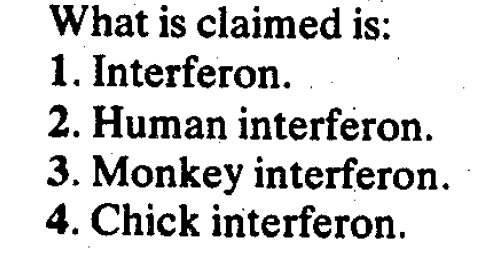 What is claimed is:
1. Interferon.
2. Human interferon.
3. Monkey interferon.
4. Chick interferon.